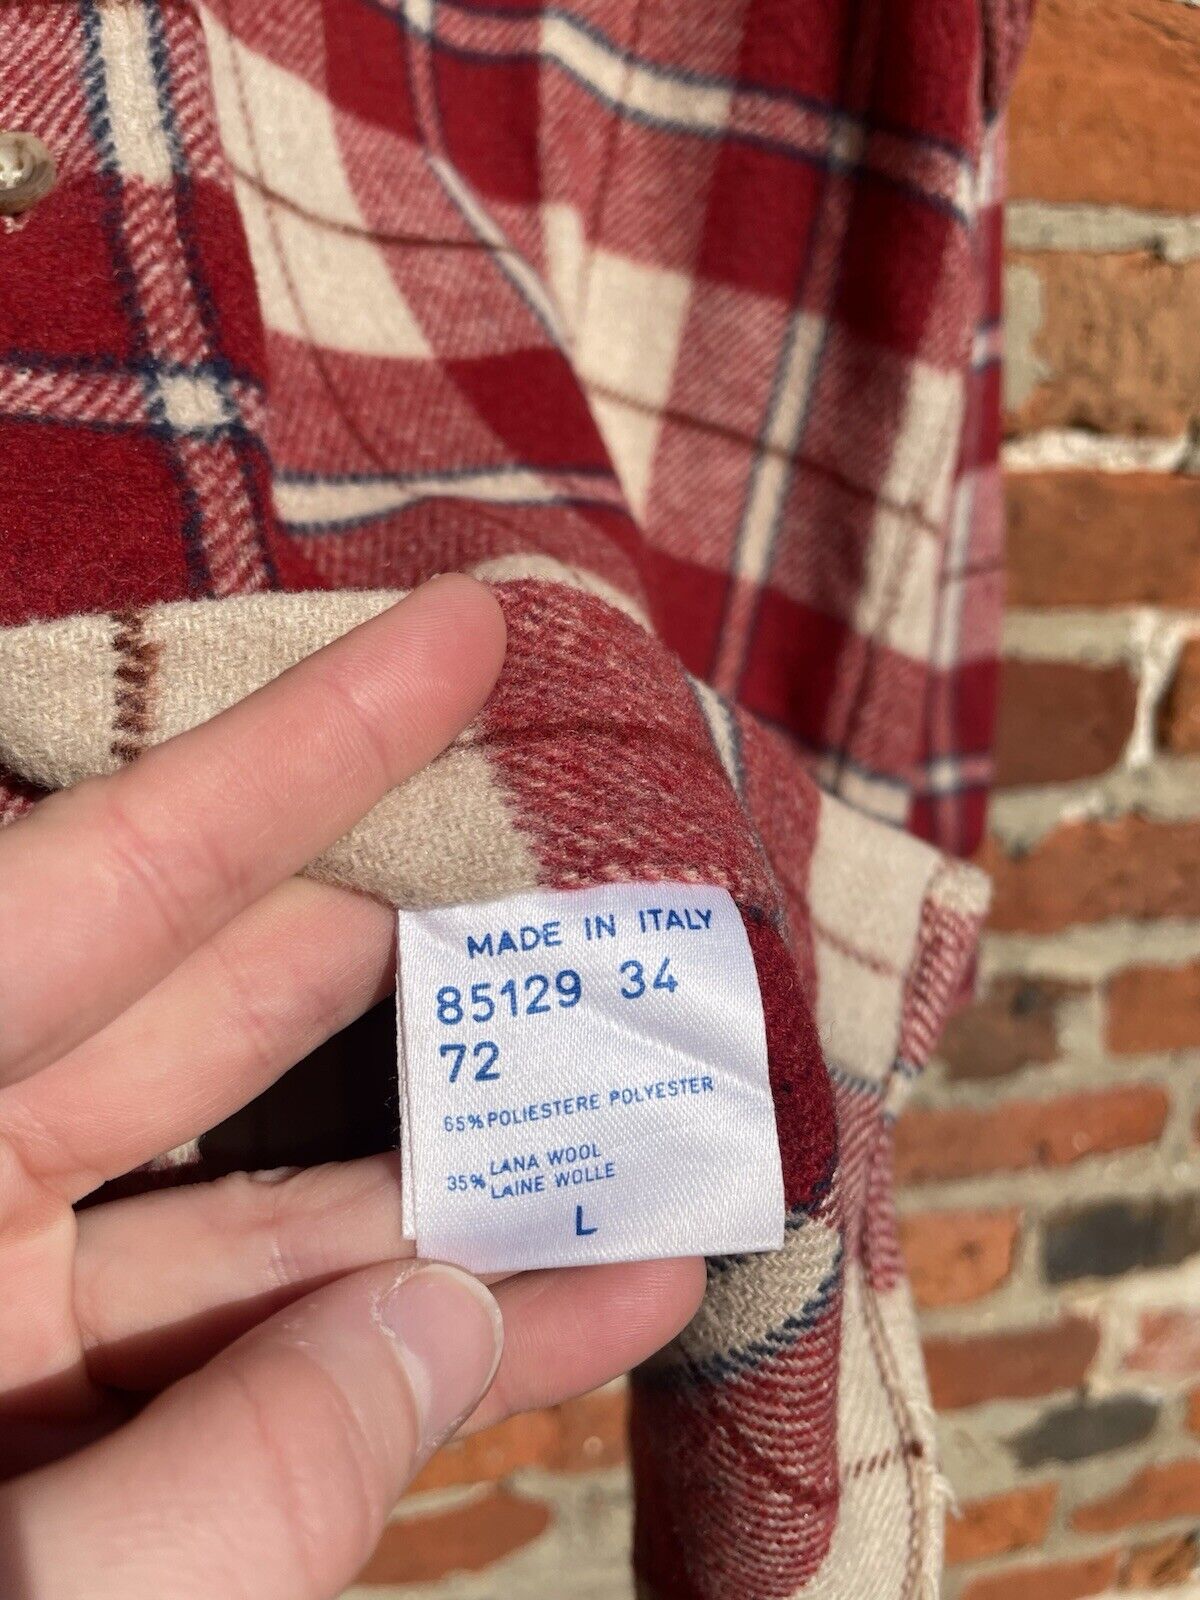 MADE IN ITALY
85129 34
72
65% POLIESTERE POLYESTER
35% LANA WOOL
LAINE WOLLE
L